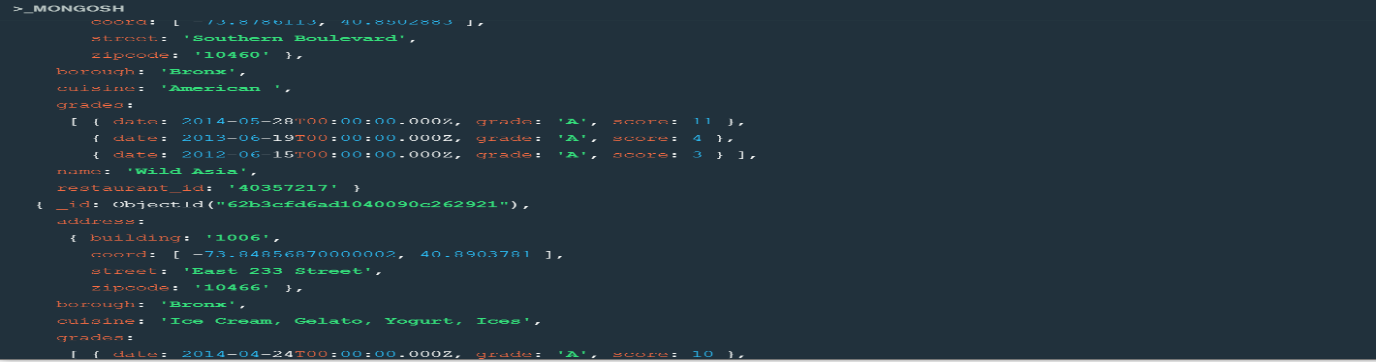 >_MONGOSH
coord: [ -73.8786113, 40.8502883 ],
street: 'Southern Boulevard',
zipcode: '10460' },
borough: 'Bronx',
cuisine: 'American ',
grades:
[ { date: 2014-05-28T00:00:00.000Z, grade: 'A', score: 11 },
{ date: 2013-06-19T00:00:00.000Z, grade: 'A', score: 4 },
{ date: 2012-06-15T00:00:00.000Z, grade: 'A', score: 3 } ],
name: 'Wild Asia',
restaurant_id: '40357217' }
{ _id: ObjectId("62b3cfd6ad1040090c262921"),
address:
{ building: '1006',
coord: [ -73.84856870000002, 40.8903781 ],
street: 'East 233 Street',
zipcode: '10466' },
borough: 'Bronx',
cuisine: 'Ice Cream, Gelato, Yogurt, Ices',
grades:
[ { date: 2014-04-24T00:00:00.000Z, grade: 'A', score: 10 },